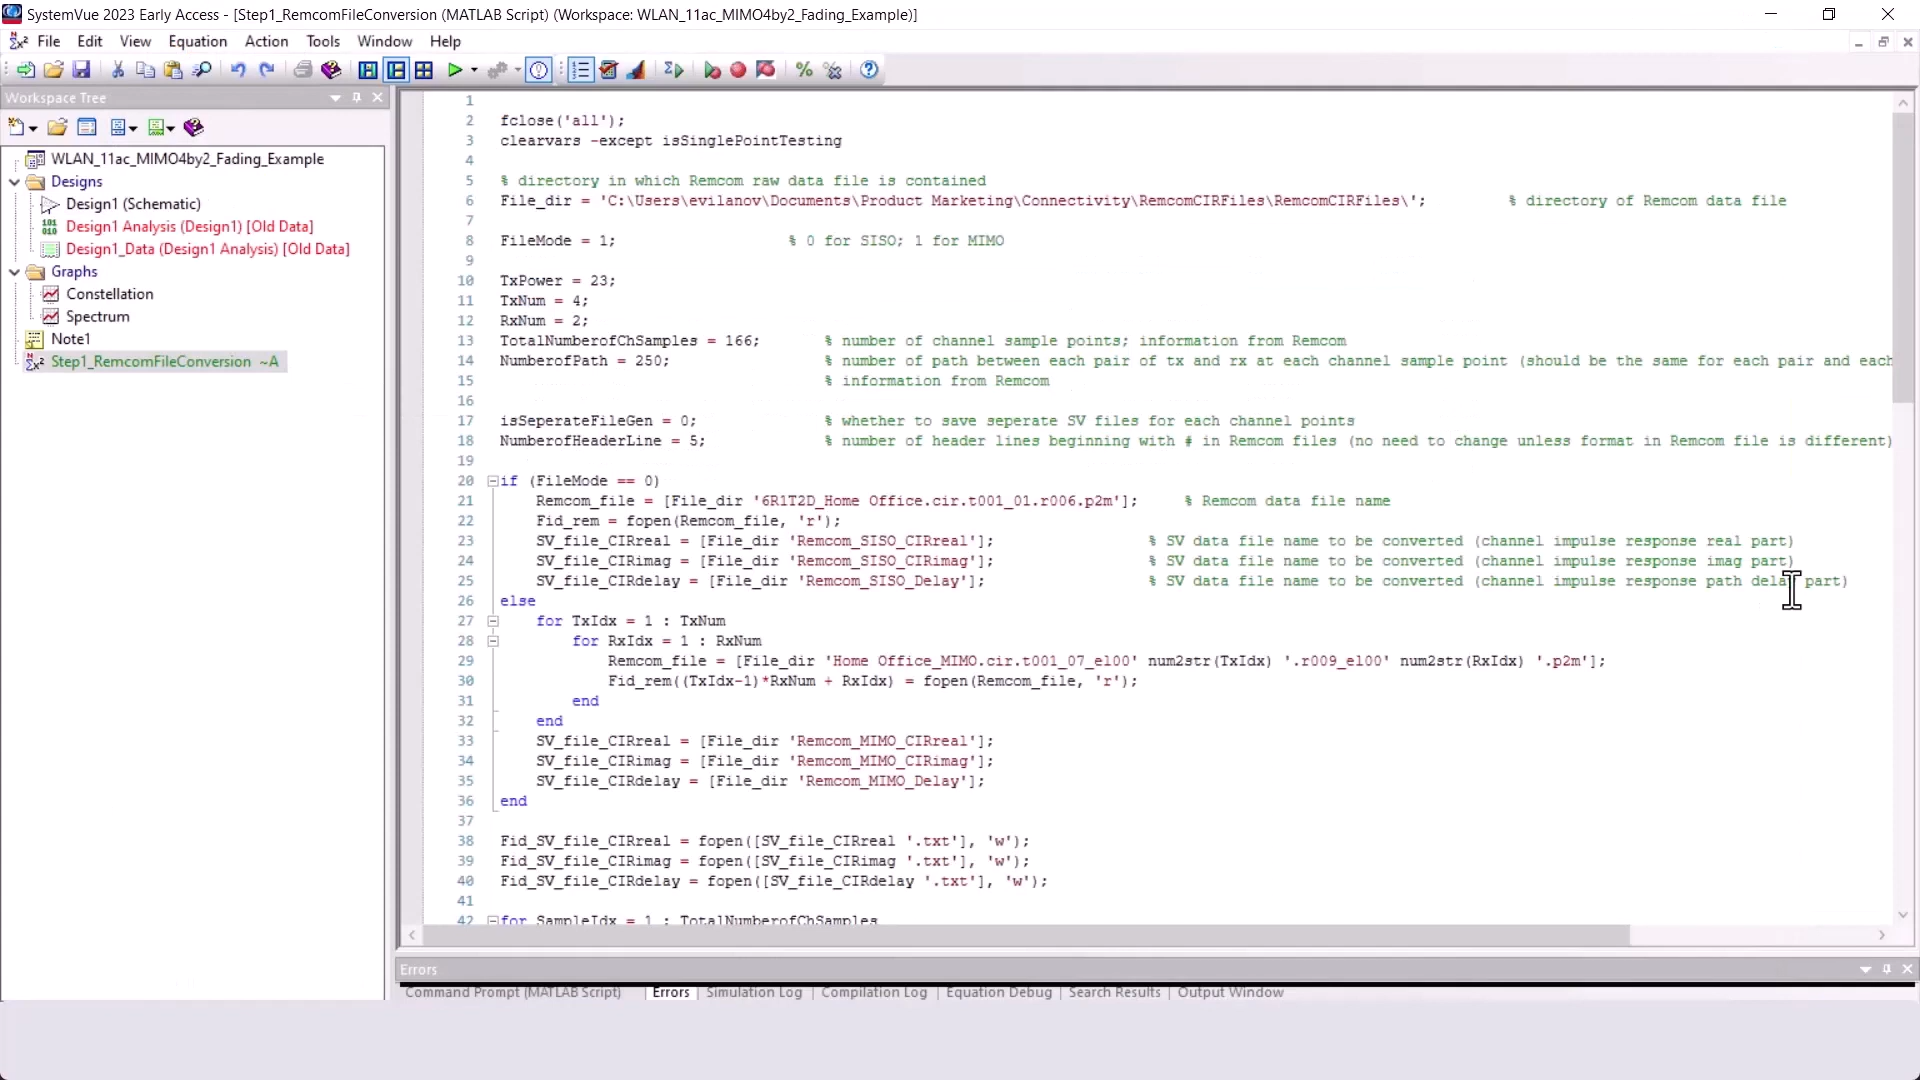 SystemVue 2023 Early Access - [Step1_RemcomFileConversion (MATLAB Script) (Workspace: WLAN_11ac_MIMO4by2_Fading_Example)]
File Edit View Equation Action Tools Window Help
Workspace Tree
WLAN_11ac_MIMO4by2_Fading_Example
Designs
Design1 (Schematic)
Design1 Analysis (Design1) [Old Data]
Design1_Data (Design1 Analysis) [Old Data]
Graphs
Constellation
Spectrum
Note1
Step1_RemcomFileConversion ~A
1
2 fclose('all');
3 clearvars -except isSinglePointTesting
4
5 % directory in which Remcom raw data file is contained
6 File_dir = 'C:\Users\evilanov\Documents\Product Marketing\Connectivity\RemcomCIRFiles\RemcomCIRFiles\'; % directory of Remcom data file
7
8 FileMode = 1; % 0 for SISO; 1 for MIMO
9
10 TxPower = 23;
11 TxNum = 4;
12 RxNum = 2;
13 TotalNumberofChSamples = 166; % number of channel sample points; information from Remcom
14 NumberofPath = 250; % number of path between each pair of tx and rx at each channel sample point (should be the same for each pair and each
15 % information from Remcom
16
17 isSeperateFileGen = 0; % whether to save seperate SV files for each channel points
18 NumberofHeaderLine = 5; % number of header lines beginning with # in Remcom files (no need to change unless format in Remcom file is different)
19
20 if (FileMode == 0)
21 Remcom_file = [File_dir '6R1T2D_Home Office.cir.t001_01.r006.p2m']; % Remcom data file name
22 Fid_rem = fopen(Remcom_file, 'r');
23 SV_file_CIRreal = [File_dir 'Remcom_SISO_CIRreal']; % SV data file name to be converted (channel impulse response real part)
24 SV_file_CIRimag = [File_dir 'Remcom_SISO_CIRimag']; % SV data file name to be converted (channel impulse response imag part)
25 SV_file_CIRdelay = [File_dir 'Remcom_SISO_Delay']; % SV data file name to be converted (channel impulse response path delay part)
26 else
27 for TxIdx = 1 : TxNum
28 for RxIdx = 1 : RxNum
29 Remcom_file = [File_dir 'Home Office_MIMO.cir.t001_07_el00' num2str(TxIdx) '.r009_el00' num2str(RxIdx) '.p2m'];
30 Fid_rem((TxIdx-1)*RxNum + RxIdx) = fopen(Remcom_file, 'r');
31 end
32 end
33 SV_file_CIRreal = [File_dir 'Remcom_MIMO_CIRreal'];
34 SV_file_CIRimag = [File_dir 'Remcom_MIMO_CIRimag'];
35 SV_file_CIRdelay = [File_dir 'Remcom_MIMO_Delay'];
36 end
37
38 Fid_SV_file_CIRreal = fopen([SV_file_CIRreal '.txt'], 'w');
39 Fid_SV_file_CIRimag = fopen([SV_file_CIRimag '.txt'], 'w');
40 Fid_SV_file_CIRdelay = fopen([SV_file_CIRdelay '.txt'], 'w');
41
42 for SampleIdx = 1 : TotalNumberofChSamples
Errors
Command Prompt (MATLAB Script) Errors Simulation Log Compilation Log Equation Debug Search Results Output Window